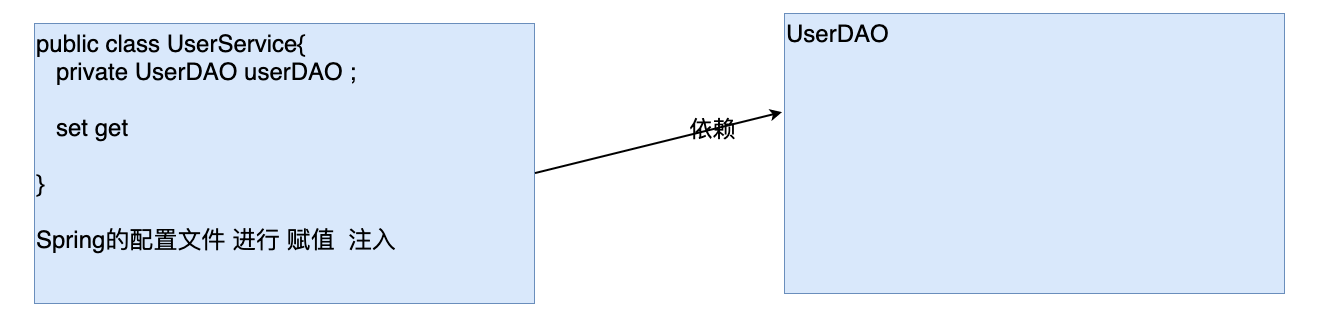 public class UserService{
private UserDAO userDAO ;
set get
}
Spring的配置文件 进行 赋值  注入
依赖
UserDAO